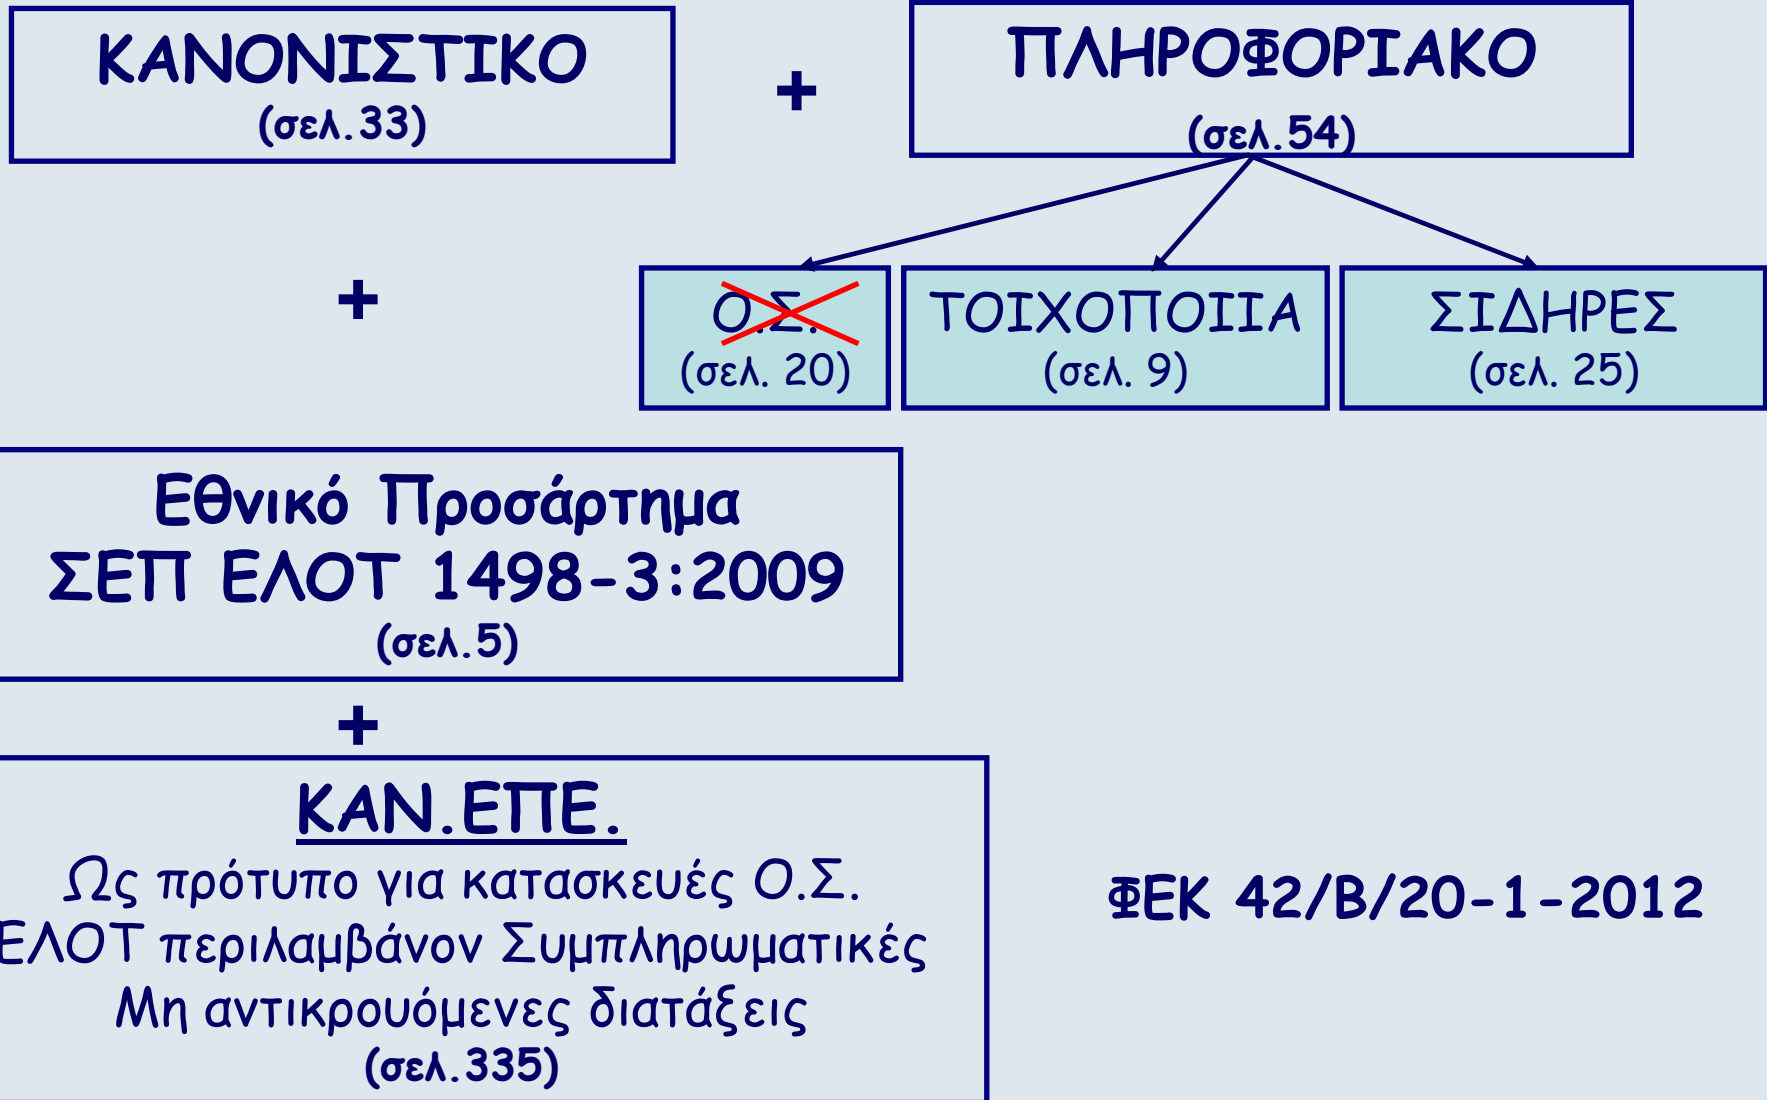 ΚΑΝΟΝΙΣΤΙΚΟ
(σελ.33)
+
ΠΛΗΡΟΦΟΡΙΑΚΟ
(σελ.54)
+
Ο.Σ.
(σελ. 20)
ΤΟΙΧΟΠΟΙΙΑ
(σελ. 9)
ΣΙΔΗΡΕΣ
(σελ. 25)
Εθνικό Προσάρτημα
ΣΕΠ ΕΛΟΤ 1498-3:2009
(σελ.5)
+
ΚΑΝ.ΕΠΕ.
Ως πρότυπο για κατασκευές Ο.Σ.
ΕΛΟΤ περιλαμβάνον Συμπληρωματικές
Μη αντικρουόμενες διατάξεις
(σελ.335)
ΦΕΚ 42/Β/20-1-2012